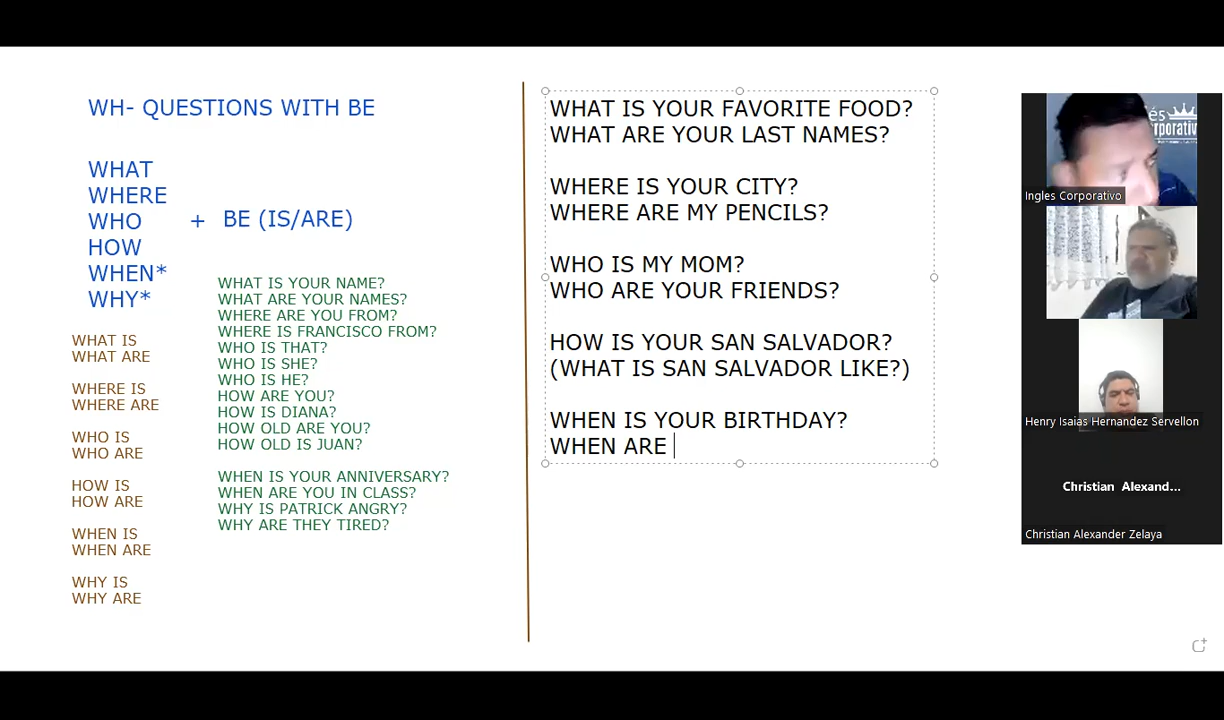 WH- QUESTIONS WITH BE
WHAT
WHERE
WHO
HOW
WHEN*
WHY*
+ BE (IS/ARE)
WHAT IS
WHAT ARE
WHERE IS
WHERE ARE
WHO IS
WHO ARE
HOW IS
HOW ARE
WHEN IS
WHEN ARE
WHY IS
WHY ARE
WHAT IS YOUR NAME?
WHAT ARE YOUR NAMES?
WHERE ARE YOU FROM?
WHERE IS FRANCISCO FROM?
WHO IS THAT?
WHO IS SHE?
WHO IS HE?
HOW ARE YOU?
HOW IS DIANA?
HOW OLD ARE YOU?
HOW OLD IS JUAN?
WHEN IS YOUR ANNIVERSARY?
WHEN ARE YOU IN CLASS?
WHY IS PATRICK ANGRY?
WHY ARE THEY TIRED?
WHAT IS YOUR FAVORITE FOOD?
WHAT ARE YOUR LAST NAMES?
WHERE IS YOUR CITY?
WHERE ARE MY PENCILS?
WHO IS MY MOM?
WHO ARE YOUR FRIENDS?
HOW IS YOUR SAN SALVADOR?
(WHAT IS SAN SALVADOR LIKE?)
WHEN IS YOUR BIRTHDAY?
WHEN ARE
Ingles Corporativo
Henry Isaias Hernandez Servellon
Christian Alexand...
Christian Alexander Zelaya